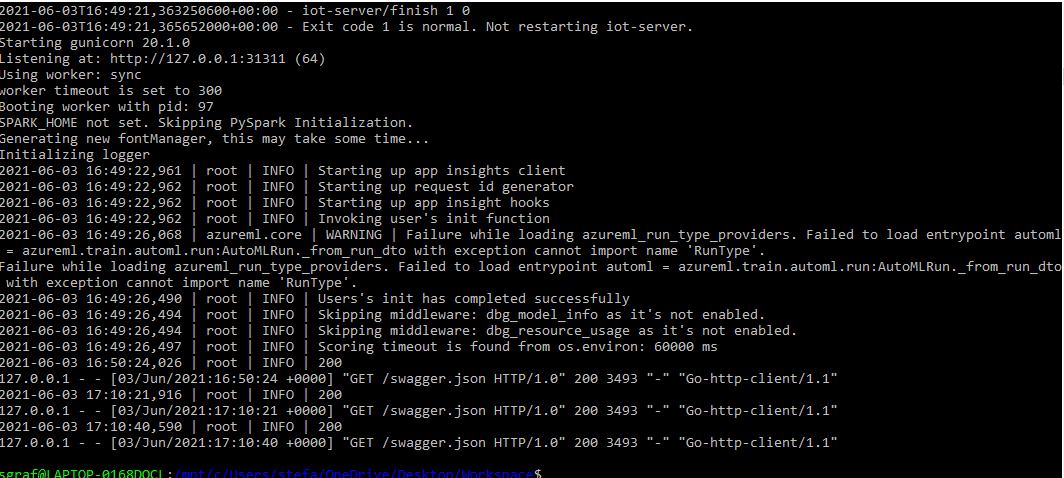 2021-06-03T16:49:21,363250600+00:00 - iot-server/finish 1 0
2021-06-03T16:49:21,365652000+00:00 - Exit code 1 is normal. Not restarting iot-server.
Starting gunicorn 20.1.0
Listening at: http://127.0.0.1:31311 (64)
Using worker: sync
worker timeout is set to 300
Booting worker with pid: 97
SPARK_HOME not set. Skipping PySpark Initialization.
Generating new fontManager, this may take some time...
Initializing logger
2021-06-03 16:49:22,961 | root | INFO | Starting up app insights client
2021-06-03 16:49:22,962 | root | INFO | Starting up request id generator
2021-06-03 16:49:22,962 | root | INFO | Starting up app insight hooks
2021-06-03 16:49:22,962 | root | INFO | Invoking user's init function
2021-06-03 16:49:26,068 | azureml.core | WARNING | Failure while loading azureml_run_type_providers. Failed to load entrypoint automl
= azureml.train.automl.run:AutoMLRun._from_run_dto with exception cannot import name 'RunType'.
Failure while loading azureml_run_type_providers. Failed to load entrypoint automl = azureml.train.automl.run:AutoMLRun._from_run_dto
with exception cannot import name 'RunType'.
2021-06-03 16:49:26,490 | root | INFO | Users's init has completed successfully
2021-06-03 16:49:26,494 | root | INFO | Skipping middleware: dbg_model_info as it's not enabled.
2021-06-03 16:49:26,494 | root | INFO | Skipping middleware: dbg_resource_usage as it's not enabled.
2021-06-03 16:49:26,497 | root | INFO | Scoring timeout is found from os.environ: 60000 ms
2021-06-03 16:50:24,026 | root | INFO | 200
127.0.0.1 - - [03/Jun/2021:16:50:24 +0000] "GET /swagger.json HTTP/1.0" 200 3493 "-" "Go-http-client/1.1"
2021-06-03 17:10:21,916 | root | INFO | 200
127.0.0.1 - - [03/Jun/2021:17:10:21 +0000] "GET /swagger.json HTTP/1.0" 200 3493 "-" "Go-http-client/1.1"
2021-06-03 17:10:40,590 | root | INFO | 200
127.0.0.1 - - [03/Jun/2021:17:10:40 +0000] "GET /swagger.json HTTP/1.0" 200 3493 "-" "Go-http-client/1.1"
sgraf@LAPTOP-0168DOCL:/mnt/c/Users/stefa/OneDrive/Desktop/Workspace$